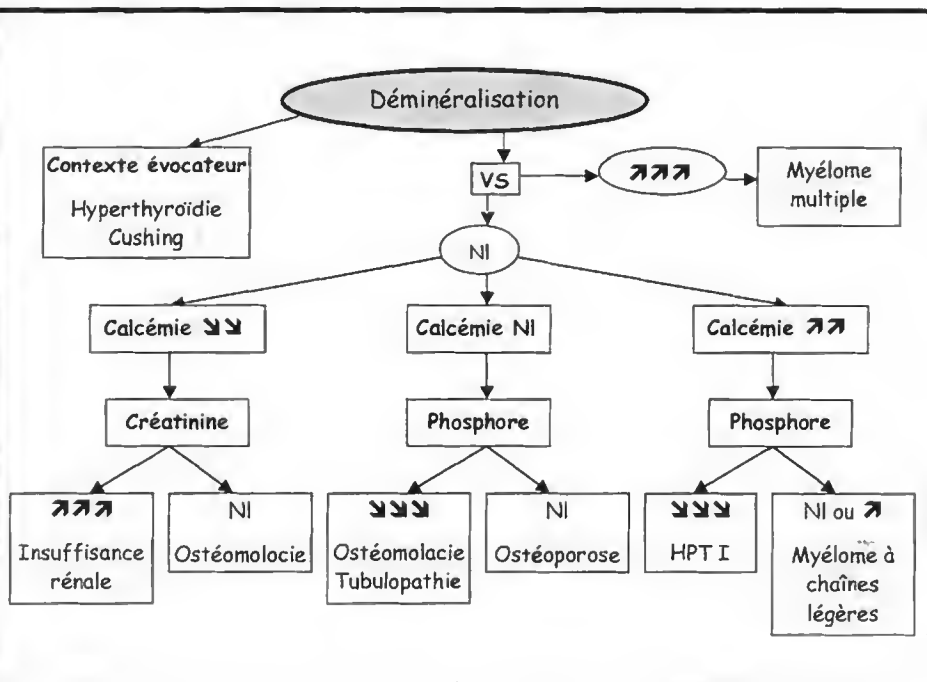 Déminéralisation
Contexte évocateur
Hyperthyroïdie
Cushing
VS
↗↗↗
Myélome
multiple
Nl
Calcémie ↘↘
Calcémie Nl
Calcémie ↗↗
Créatinine
Phosphore
Phosphore
↗↗↗
Insuffisance
rénale
Nl
Ostéomolocie
↘↘↘
Ostéomolacie
Tubulopathie
Nl
Ostéoporose
↘↘↘
HPT I
Nl ou ↗
Myélome à
chaînes
légères